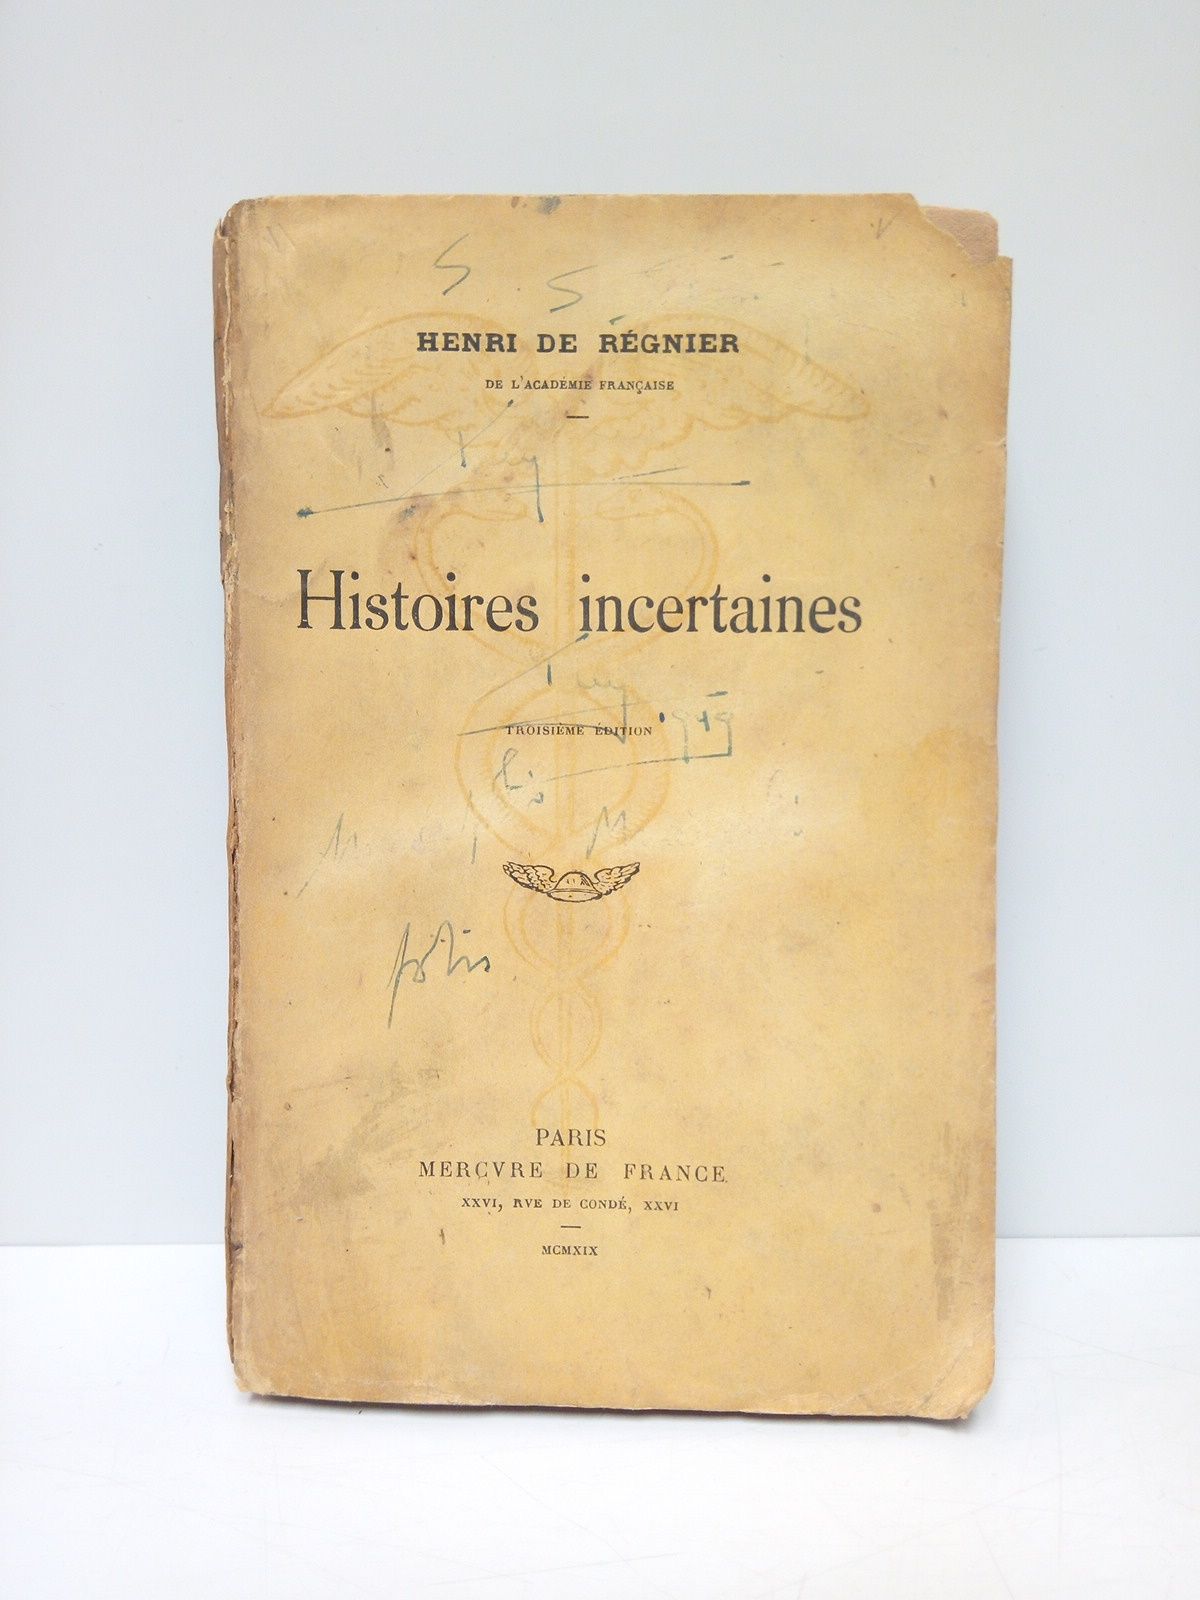 HENRI DE RÉGNIER
DE L'ACADÉMIE FRANÇAISE
Histoires incertaines
TROISIÈME ÉDITION
1919
PARIS
MERCVRE DE FRANCE
XXVI, RVE DE CONDÉ, XXVI
MCMXIX